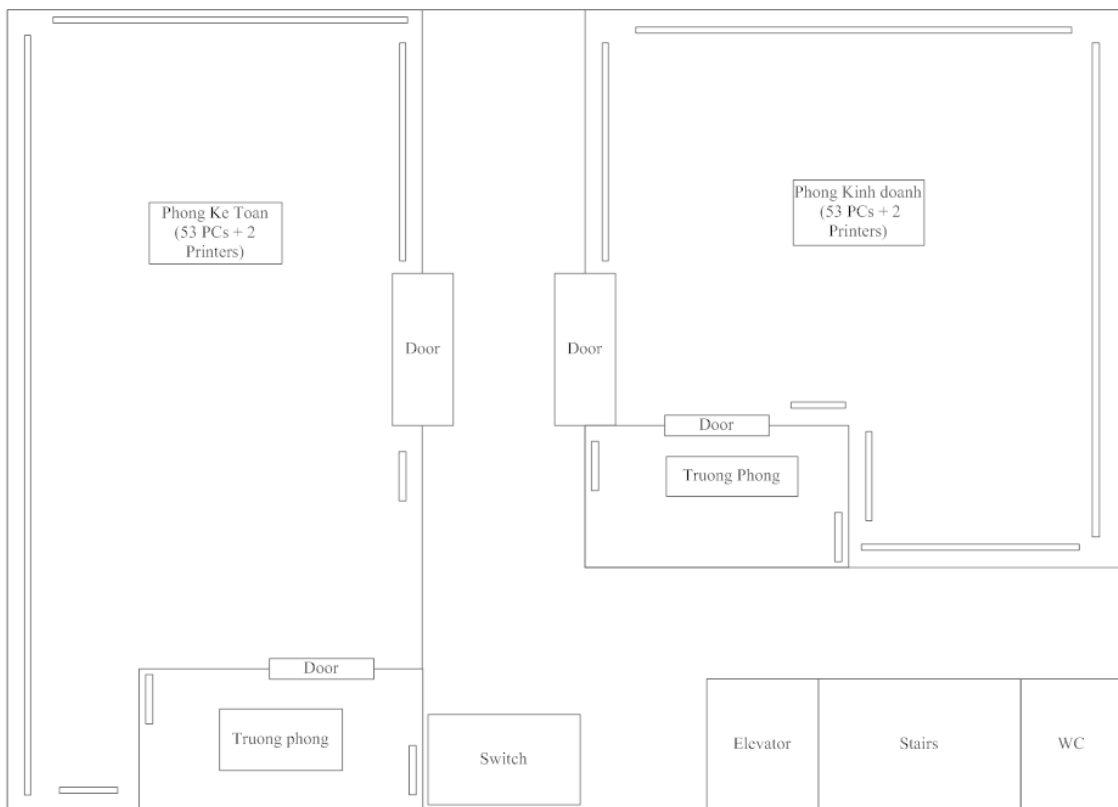 Phong Ke Toan
(53 PCs + 2
Printers)
Phong Kinh doanh
(53 PCs + 2
Printers)
Door
Door
Door
Truong Phong
Door
Truong phong
Switch
Elevator
Stairs
WC